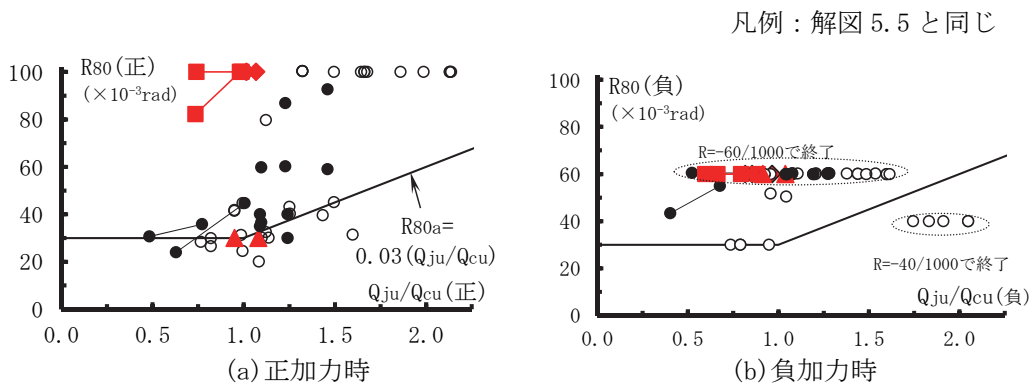 凡例：解図 5.5 と同じ
R80(正)
(×10⁻³rad)
100
80
60
40
20
0
0.0 0.5 1.0 1.5 2.0
R80a=
0.03(Qju/Qcu)
Qju/Qcu(正)
(a)正加力時
R80(負)
(×10⁻³rad)
100
80
60
40
30
0
R=-60/1000で終了
R=-40/1000で終了
Qju/Qcu(負)
0.0 0.5 1.0 1.5 2.0
(b)負加力時